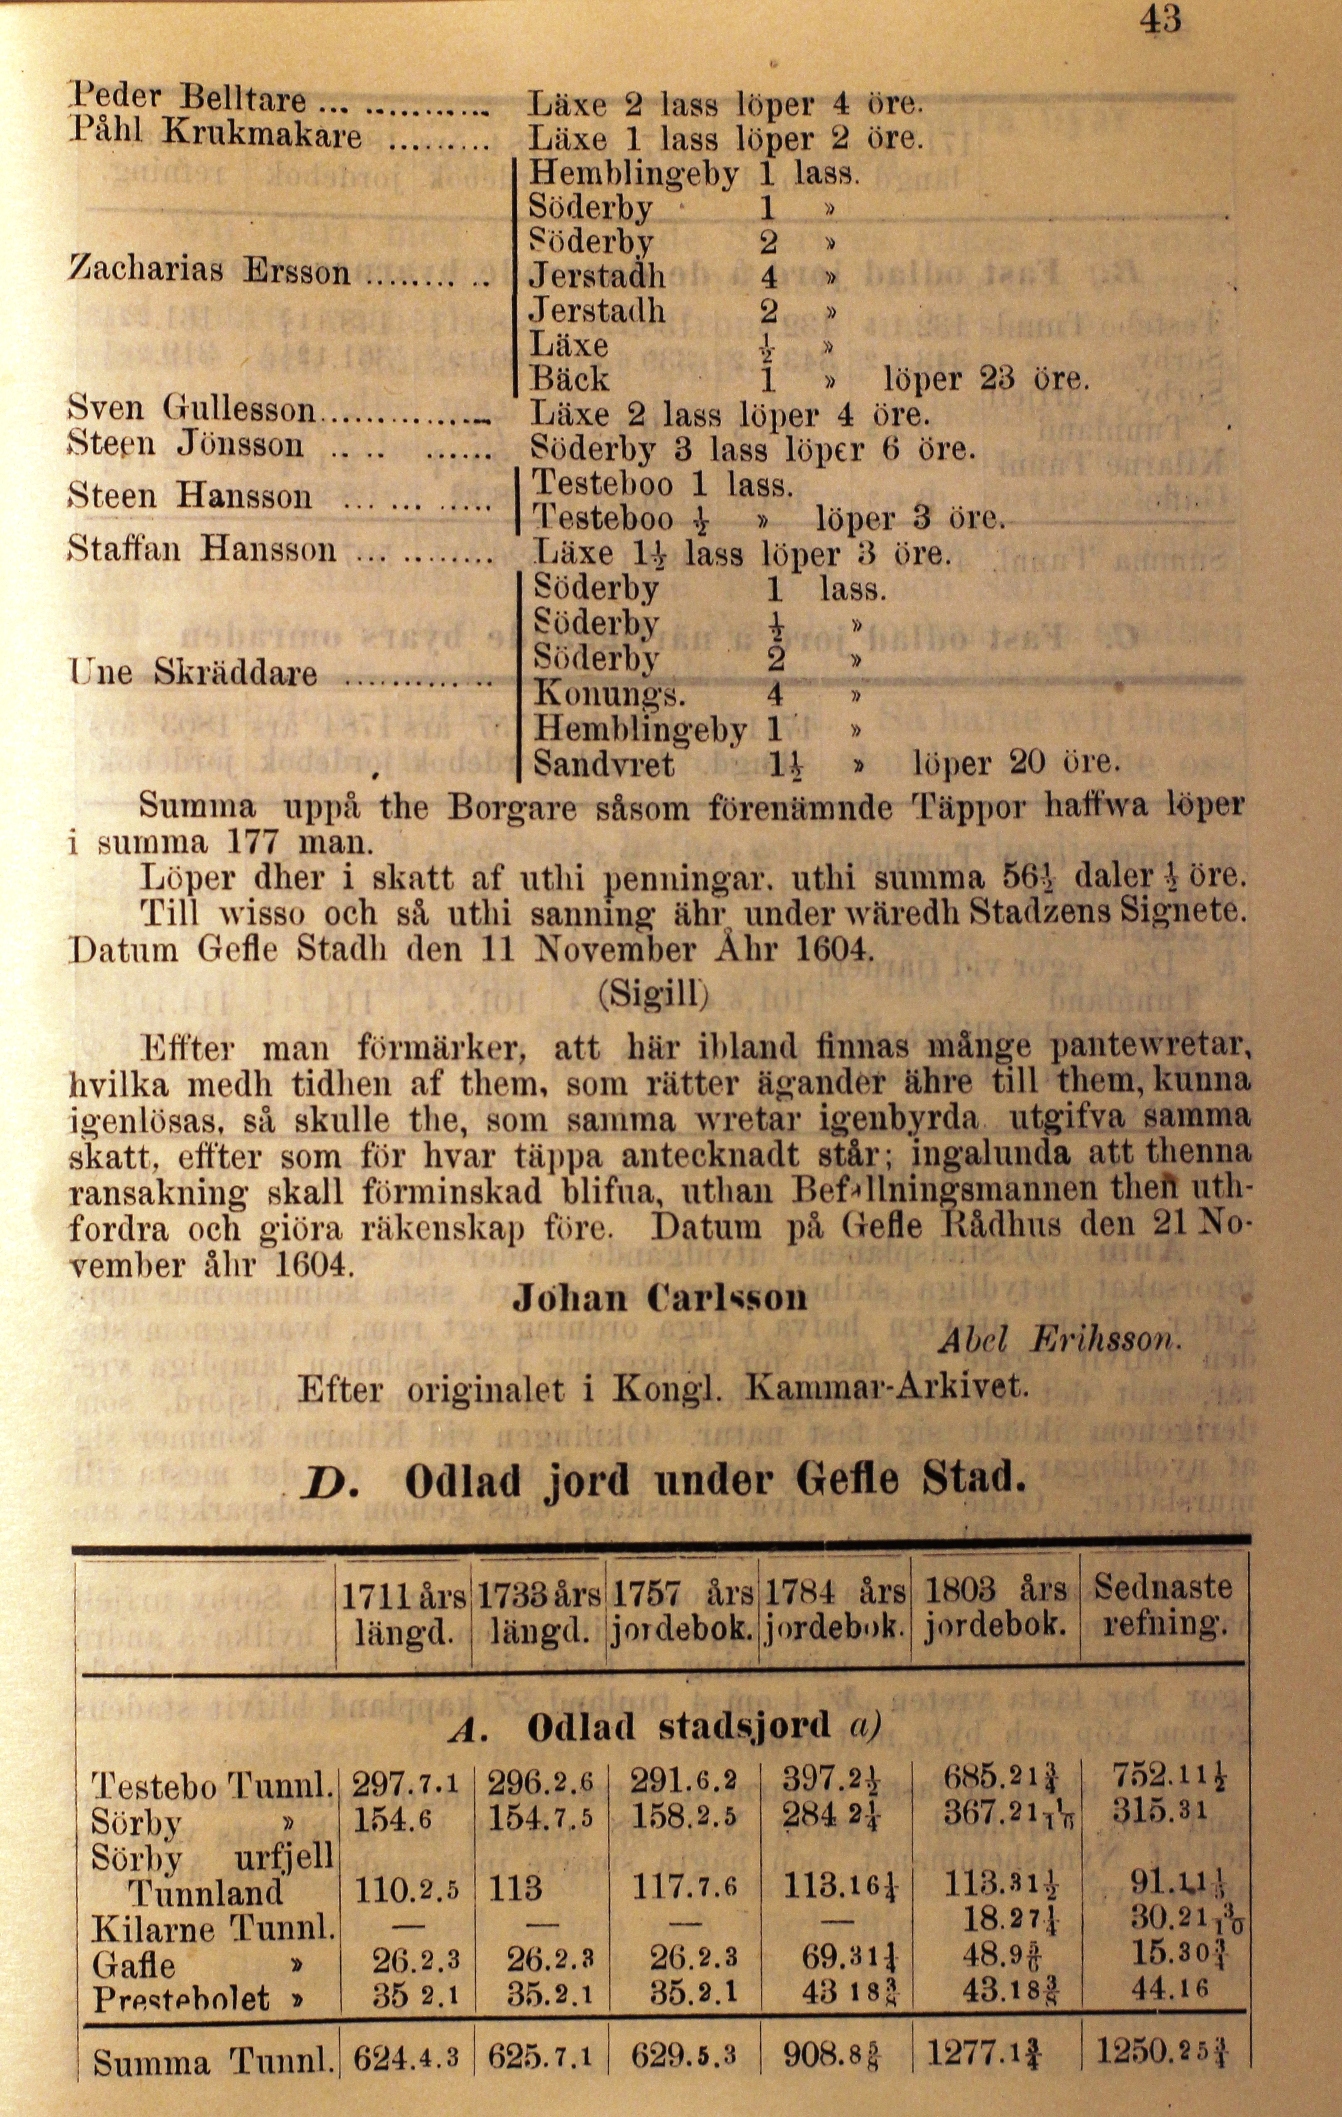 43
Peder Belltare ... ............. Läxe 2 lass löper 4 öre.
Påhl Krukmakare ......... Läxe 1 lass löper 2 öre.
Hemblingeby 1 lass.
Söderby 1 »
Söderby 2 »
Zacharias Ersson ......... .. Jerstadh 4 »
Jerstadh 2 »
Läxe ½ »
Bäck 1 » löper 23 öre.
Sven Gullesson............... Läxe 2 lass löper 4 öre.
Steen Jönsson .. .. ...... Söderby 3 lass löper 6 öre.
Steen Hansson ... ... ...... Testeboo 1 lass.
Testeboo ½ » löper 3 öre.
Staffan Hansson ... ......... Läxe 1½ lass löper 3 öre.
Söderby 1 lass.
Söderby ½ »
Söderby 2 »
Une Skräddare ............. Konungs. 4 »
Hemblingeby 1 »
Sandvret 1½ » löper 20 öre.
Summa uppå the Borgare såsom förenämnde Täppor haffwa löper
i summa 177 man.
Löper dher i skatt af uthi penningar. uthi summa 56½ daler ½ öre.
Till wisso och så uthi sanning ähr under wäredh Stadzens Signete.
Datum Gefle Stadh den 11 November Åhr 1604.
(Sigill)
Effter man förmärker, att här ibland finnas månge pantewretar,
hvilka medh tidhen af them, som rätter ägander ähre till them, kunna
igenlösas, så skulle the, som samma wretar igenbyrda utgifva samma
skatt, effter som för hvar täppa antecknadt står; ingalunda att thenna
ransakning skall förminskad blifua, uthan Befallningsmannen then uth-
fordra och giöra räkenskap före. Datum på Gefle Rådhus den 21 No-
vember åhr 1604.
Johan Carlsson
Abel Erihsson.
Efter originalet i Kongl. Kammar-Arkivet.
D. Odlad jord under Gefle Stad.
1711 års längd. 1733 års längd. 1757 års jordebok. 1784 års jordebok. 1803 års jordebok. Sednaste refning.
A. Odlad stadsjord a)
Testebo Tunnl. 297.7.1 296.2.6 291.6.2 397.2½ 685.21¾ 752.11½
Sörby » 154.6 154.7.5 158.2.5 284 2¼ 367.21 1/16 315.31
Sörby urfjell
Tunnland 110.2.5 113 117.7.6 113.16¼ 113.31½ 91.11
Kilarne Tunnl. — — — — 18.27¼ 30.21 3/10
Gafle » 26.2.3 26.2.3 26.2.3 69.31¼ 48.9 15.30¾
Prestebolet » 35 2.1 35.2.1 35.2.1 43 18⅜ 43.18⅜ 44.16
Summa Tunnl. 624.4.3 625.7.1 629.5.3 908.8⅝ 1277.1¾ 1250.25¾